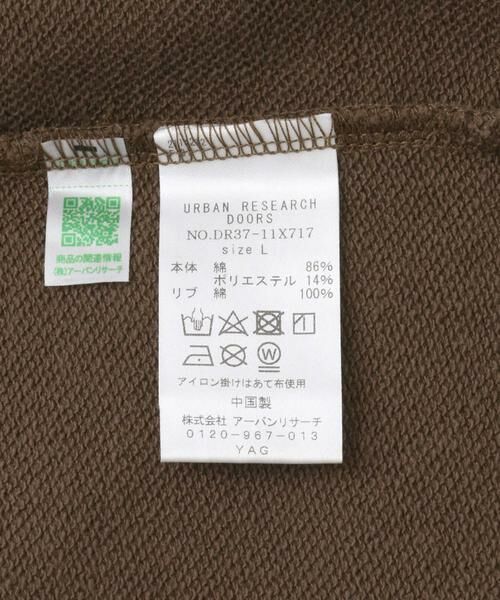 URBAN RESEARCH
DOORS
NO.DR37-11X717
size L
本体 綿 86%
ポリエステル 14%
リブ 綿 100%
アイロン掛けはあて布使用
中国製
株式会社 アーバンリサーチ
0120-967-013
YAG
商品の関連情報
(株)アーバンリサーチ